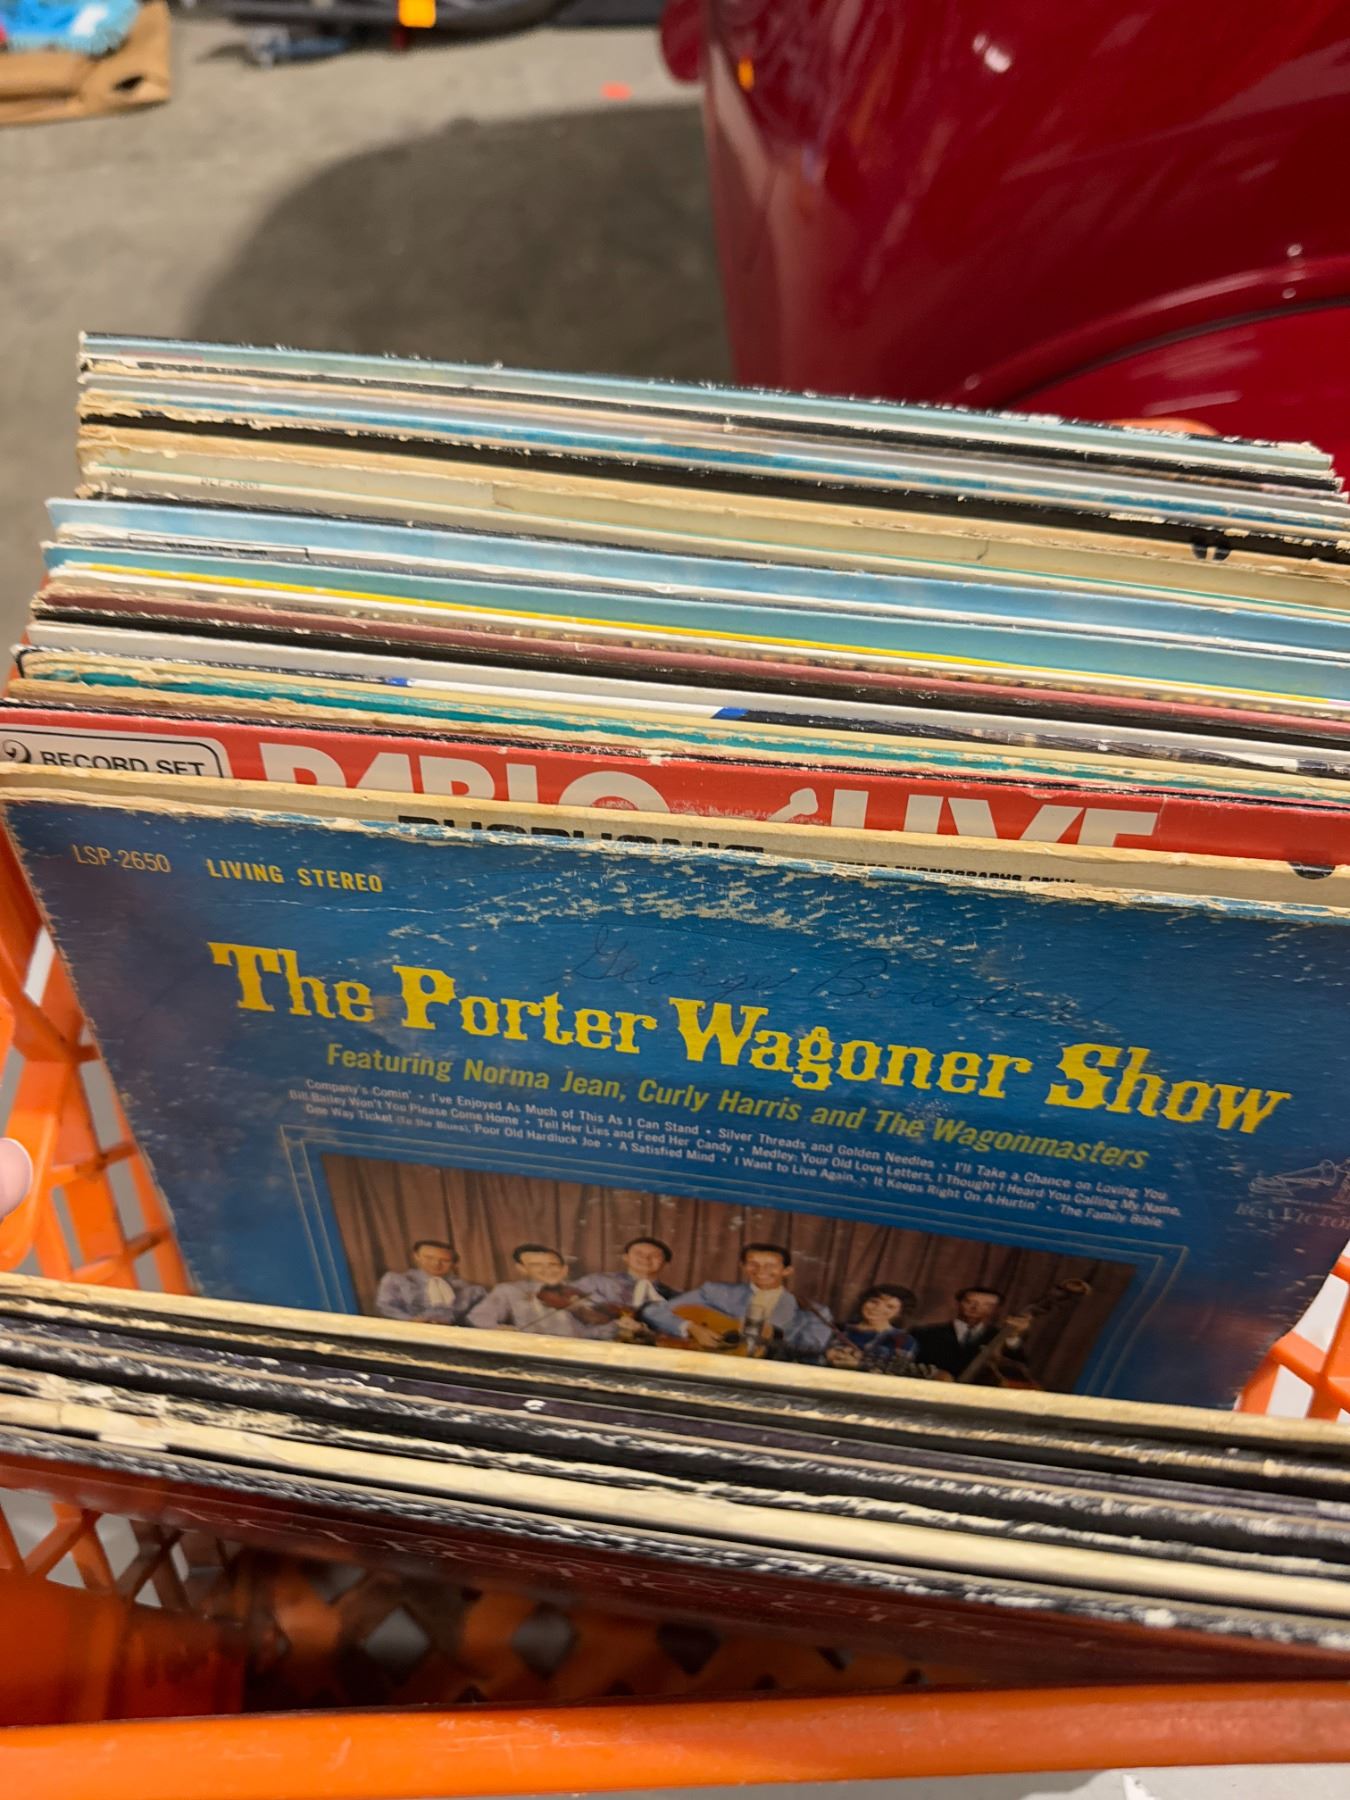 2 RECORD SET
PABLO LIVE
LSP-2650 LIVING STEREO
George Bowler
The Porter Wagoner Show
Featuring Norma Jean, Curly Harris and The Wagonmasters
Company's Comin' • I've Enjoyed As Much of This As I Can Stand • Silver Threads and Golden Needles • I'll Take a Chance on Loving You
Bill Bailey Won't You Please Come Home • Tell Her Lies and Feed Her Candy • Medley: Your Old Love Letters, I Thought I Heard You Calling My Name,
One Way Ticket (To the Blues), Poor Old Hardluck Joe • A Satisfied Mind • I Want to Live Again • It Keeps Right On A-Hurtin' • The Family Bible
RCA VICTOR